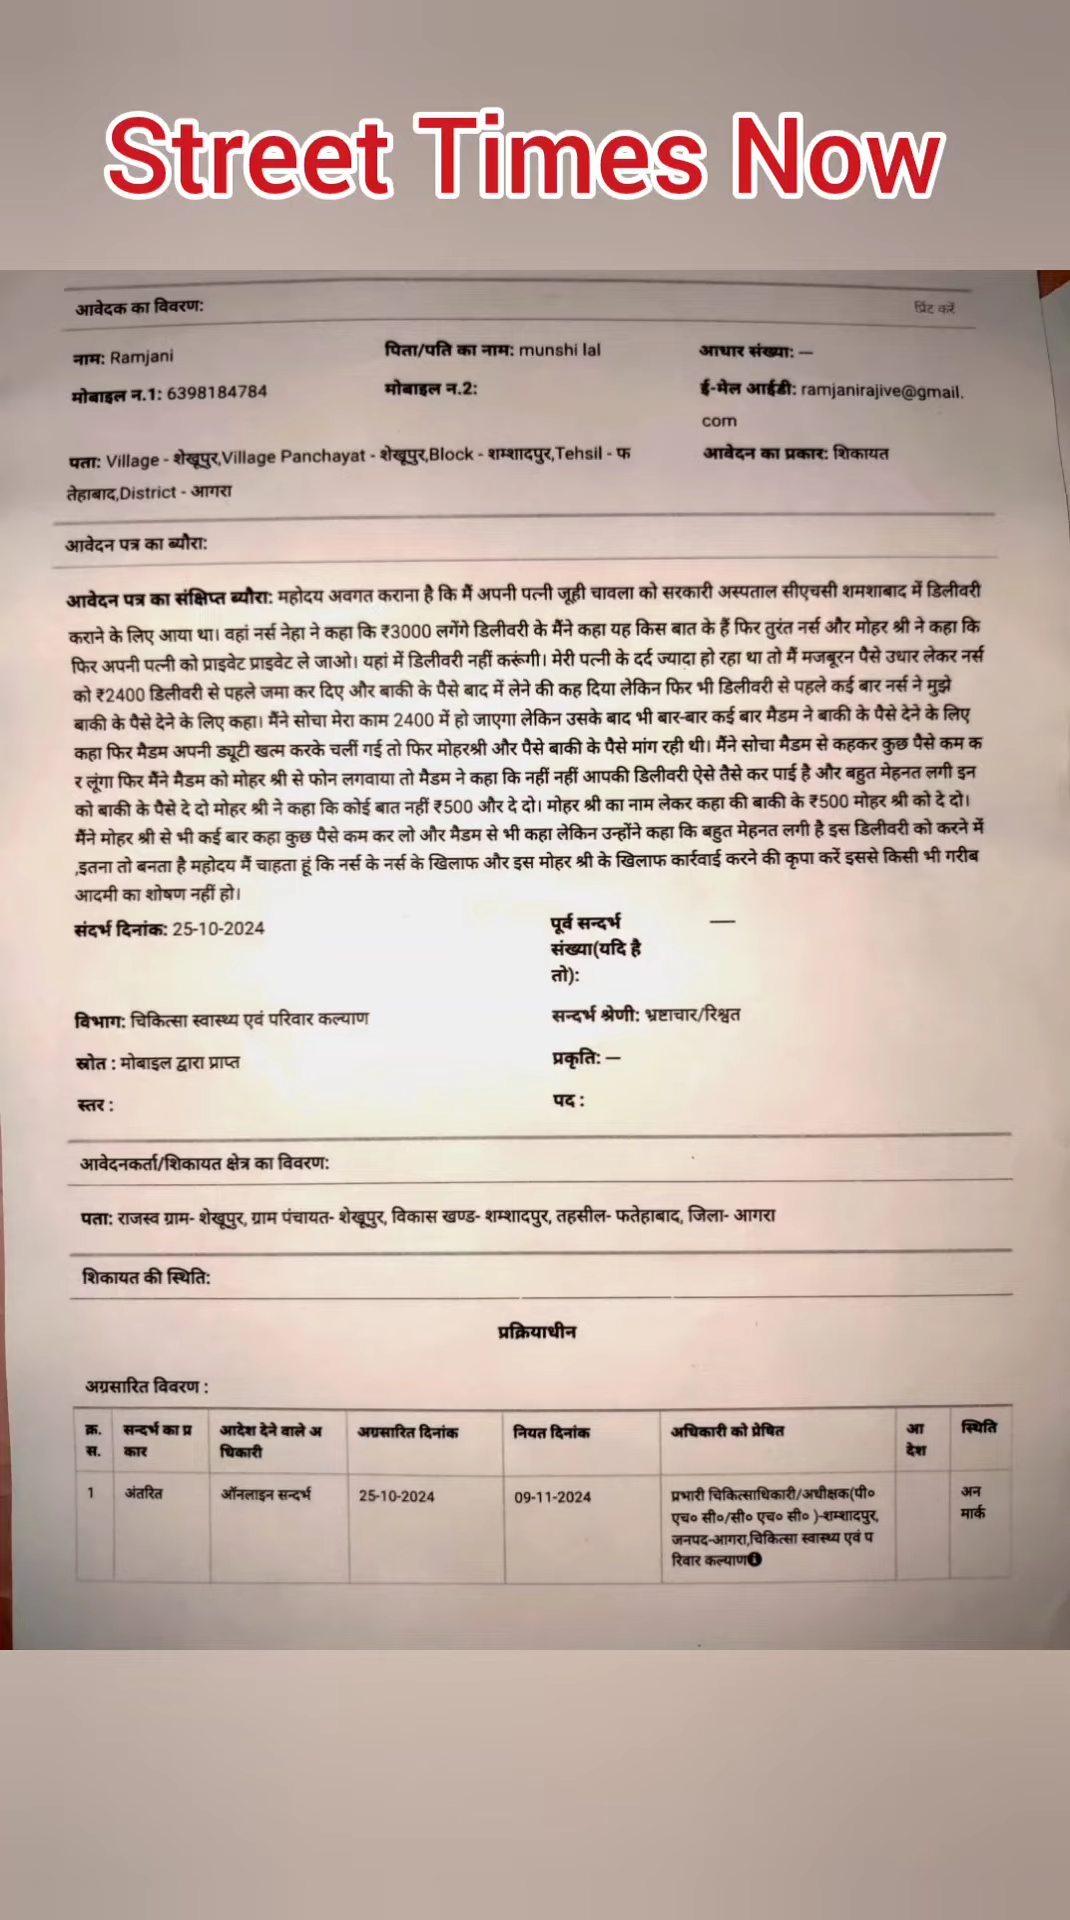 Street Times Now
आवेदक का विवरण:
प्रिंट करें
नाम: Ramjani
पिता/पति का नाम: munshi lal
आधार संख्या: —
मोबाइल न.1: 6398184784
मोबाइल न.2:
ई-मेल आईडी: ramjanirajive@gmail.
com
पता: Village - शेखूपुर,Village Panchayat - शेखूपुर,Block - शम्शादपुर,Tehsil - फ
तेहाबाद,District - आगरा
आवेदन का प्रकार: शिकायत
आवेदन पत्र का ब्यौरा:
आवेदन पत्र का संक्षिप्त ब्यौरा: महोदय अवगत कराना है कि मैं अपनी पत्नी जूही चावला को सरकारी अस्पताल सीएचसी शमशाबाद में डिलीवरी
कराने के लिए आया था। वहां नर्स नेहा ने कहा कि ₹3000 लगेंगे डिलीवरी के मैंने कहा यह किस बात के हैं फिर तुरंत नर्स और मोहर श्री ने कहा कि
फिर अपनी पत्नी को प्राइवेट प्राइवेट ले जाओ। यहां में डिलीवरी नहीं करूंगी। मेरी पत्नी के दर्द ज्यादा हो रहा था तो मैं मजबूरन पैसे उधार लेकर नर्स
को ₹2400 डिलीवरी से पहले जमा कर दिए और बाकी के पैसे बाद में लेने की कह दिया लेकिन फिर भी डिलीवरी से पहले कई बार नर्स ने मुझे
बाकी के पैसे देने के लिए कहा। मैंने सोचा मेरा काम 2400 में हो जाएगा लेकिन उसके बाद भी बार-बार कई बार मैडम ने बाकी के पैसे देने के लिए
कहा फिर मैडम अपनी ड्यूटी खत्म करके चलीं गई तो फिर मोहरश्री और पैसे बाकी के पैसे मांग रही थी। मैंने सोचा मैडम से कहकर कुछ पैसे कम क
र लूंगा फिर मैंने मैडम को मोहर श्री से फोन लगवाया तो मैडम ने कहा कि नहीं नहीं आपकी डिलीवरी ऐसे तैसे कर पाई है और बहुत मेहनत लगी इन
को बाकी के पैसे दे दो मोहर श्री ने कहा कि कोई बात नहीं ₹500 और दे दो। मोहर श्री का नाम लेकर कहा की बाकी के ₹500 मोहर श्री को दे दो।
मैंने मोहर श्री से भी कई बार कहा कुछ पैसे कम कर लो और मैडम से भी कहा लेकिन उन्होंने कहा कि बहुत मेहनत लगी है इस डिलीवरी को करने में
,इतना तो बनता है महोदय मैं चाहता हूं कि नर्स के नर्स के खिलाफ और इस मोहर श्री के खिलाफ कार्रवाई करने की कृपा करें इससे किसी भी गरीब
आदमी का शोषण नहीं हो।
संदर्भ दिनांक: 25-10-2024
पूर्व सन्दर्भ
संख्या(यदि है
तो):
—
विभाग: चिकित्सा स्वास्थ्य एवं परिवार कल्याण
सन्दर्भ श्रेणी: भ्रष्टाचार/रिश्वत
स्रोत : मोबाइल द्वारा प्राप्त
प्रकृति: —
स्तर :
पद :
आवेदनकर्ता/शिकायत क्षेत्र का विवरण:
पता: राजस्व ग्राम- शेखूपुर, ग्राम पंचायत- शेखूपुर, विकास खण्ड- शम्शादपुर, तहसील- फतेहाबाद, जिला- आगरा
शिकायत की स्थिति:
प्रक्रियाधीन
अग्रसारित विवरण :
क्र.
स.
सन्दर्भ का प्र
कार
आदेश देने वाले अ
धिकारी
अग्रसारित दिनांक
नियत दिनांक
अधिकारी को प्रेषित
आ
देश
स्थिति
1
अंतरित
ऑनलाइन सन्दर्भ
25-10-2024
09-11-2024
प्रभारी चिकित्साधिकारी/अधीक्षक(पी०
एच० सी०/सी० एच० सी० )-शम्शादपुर,
जनपद-आगरा,चिकित्सा स्वास्थ्य एवं प
रिवार कल्याण
अन
मार्क